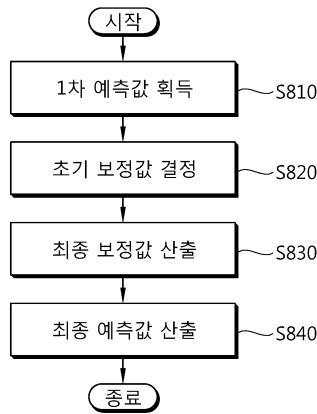 시작
1차 예측값 획득
S810
초기 보정값 결정
S820
최종 보정값 산출
S830
최종 예측값 산출
S840
종료